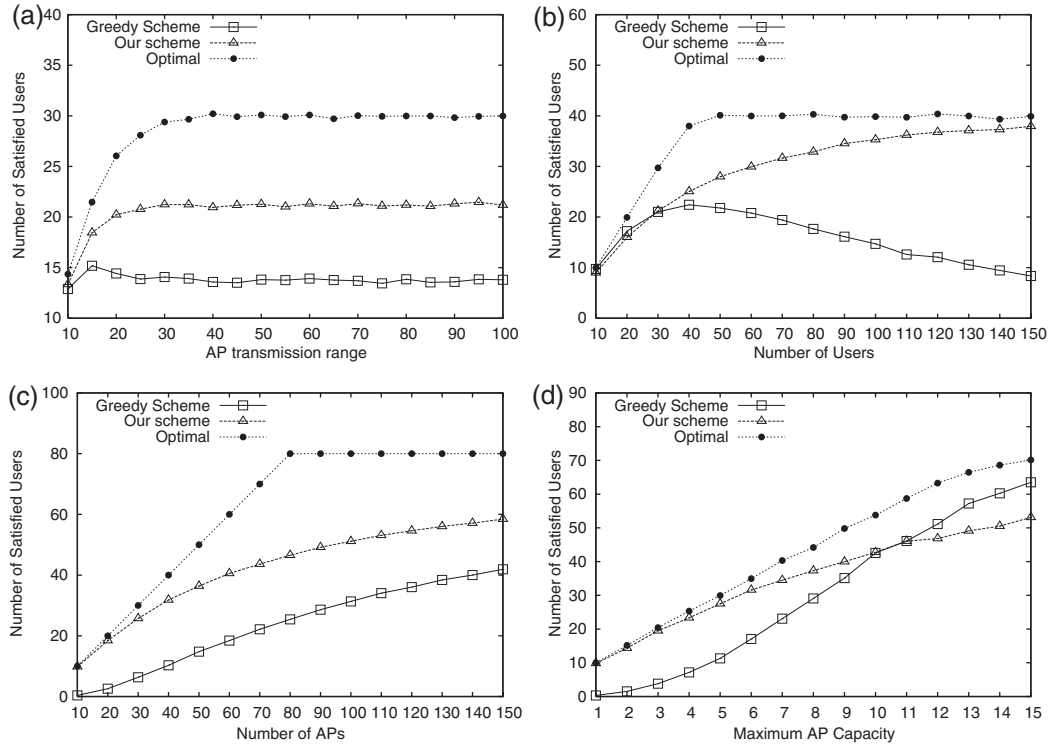 (a)
Greedy Scheme
Our scheme
Optimal
Number of Satisfied Users
40
35
30
25
20
15
10
10 20 30 40 50 60 70 80 90 100
AP transmission range
(b)
Greedy Scheme
Our scheme
Optimal
Number of Satisfied Users
60
50
40
30
20
10
0
10 20 30 40 50 60 70 80 90 100 110 120 130 140 150
Number of Users
(c)
Greedy Scheme
Our scheme
Optimal
Number of Satisfied Users
100
80
60
40
20
0
10 20 30 40 50 60 70 80 90 100 110 120 130 140 150
Number of APs
(d)
Greedy Scheme
Our scheme
Optimal
Number of Satisfied Users
90
80
70
60
50
40
30
20
10
0
1 2 3 4 5 6 7 8 9 10 11 12 13 14 15
Maximum AP Capacity